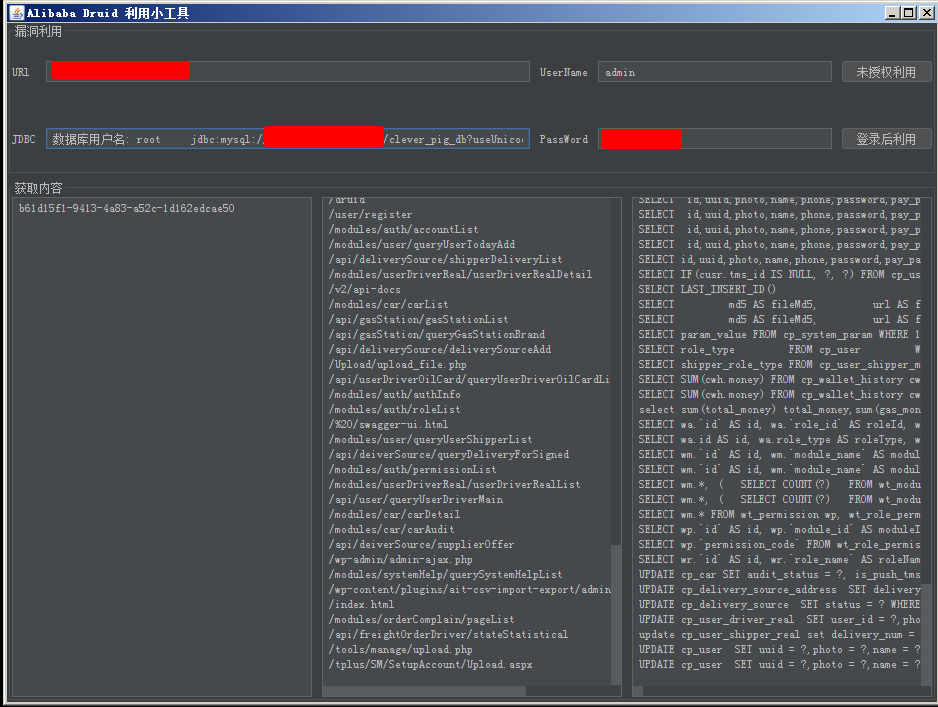 Alibaba Druid 利用小工具
漏洞利用
URl
UserName
admin
未授权利用
JDBC
数据库用户名: root jdbc:mysql:/
/clever_pig_db?useUnico
PassWord
登录后利用
获取内容
b61d15f1-9413-4a83-a52c-1d162edcae50
/druid
/user/register
/modules/auth/accountList
/modules/user/queryUserTodayAdd
/api/deliverySource/shipperDeliveryList
/modules/userDriverReal/userDriverRealDetail
/v2/api-docs
/modules/car/carList
/api/gasStation/gasStationList
/api/gasStation/queryGasStationBrand
/api/deliverySource/deliverySourceAdd
/Upload/upload_file.php
/api/userDriverOilCard/queryUserDriverOilCardLi
/modules/auth/authInfo
/modules/auth/roleList
/%20/swagger-ui.html
/modules/user/queryUserShipperList
/api/deiverSource/queryDeliveryForSigned
/modules/auth/permissionList
/modules/userDriverReal/userDriverRealList
/api/user/queryUserDriverMain
/modules/car/carDetail
/modules/car/carAudit
/api/deiverSource/supplierOffer
/wp-admin/admin-ajax.php
/modules/systemHelp/querySystemHelpList
/wp-content/plugins/ait-csv-import-export/admin
/index.html
/modules/orderComplain/pageList
/api/freightOrderDriver/stateStatistical
/tools/manage/upload.php
/tplus/SM/SetupAccount/Upload.aspx
SELECT id,uuid,photo,name,phone,password,pay_p
SELECT id,uuid,photo,name,phone,password,pay_p
SELECT id,uuid,photo,name,phone,password,pay_p
SELECT id,uuid,photo,name,phone,password,pay_p
SELECT id,uuid,photo,name,phone,password,pay_pa
SELECT IF(cusr.tms_id IS NULL, ?, ?) FROM cp_us
SELECT LAST_INSERT_ID()
SELECT md5 AS fileMd5, url AS f
SELECT md5 AS fileMd5, url AS f
SELECT param_value FROM cp_system_param WHERE 1
SELECT role_type FROM cp_user W
SELECT shipper_role_type FROM cp_user_shipper_m
SELECT SUM(cwh.money) FROM cp_wallet_history cw
SELECT SUM(cwh.money) FROM cp_wallet_history cw
select sum(total_money) total_money,sum(gas_mon
SELECT wa.`id` AS id, wa.`role_id` AS roleId, w
SELECT wa.id AS id, wa.role_type AS roleType, w
SELECT wm.`id` AS id, wm.`module_name` AS modul
SELECT wm.`id` AS id, wm.`module_name` AS modul
SELECT wm.*, ( SELECT COUNT(?) FROM wt_modu
SELECT wm.*, ( SELECT COUNT(?) FROM wt_modu
SELECT wm.* FROM wt_permission wp, wt_role_perm
SELECT wp.`id` AS id, wp.`module_id` AS moduleI
SELECT wp.`permission_code` FROM wt_role_permis
SELECT wr.`id` AS id, wr.`role_name` AS roleNam
UPDATE cp_car SET audit_status = ?, is_push_tms
UPDATE cp_delivery_source_address SET delivery
UPDATE cp_delivery_source SET status = ? WHERE
UPDATE cp_user_driver_real SET user_id = ?,pho
update cp_user_shipper_real set delivery_num =
UPDATE cp_user SET uuid = ?,photo = ?,name = ?
UPDATE cp_user SET uuid = ?,photo = ?,name = ?